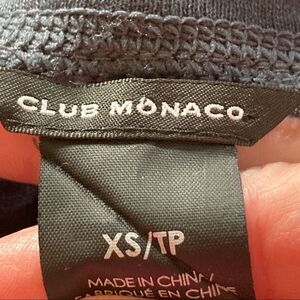 CLUB MONACO
XS/TP
MADE IN CHINA
FABRIQUÉ EN CHINE